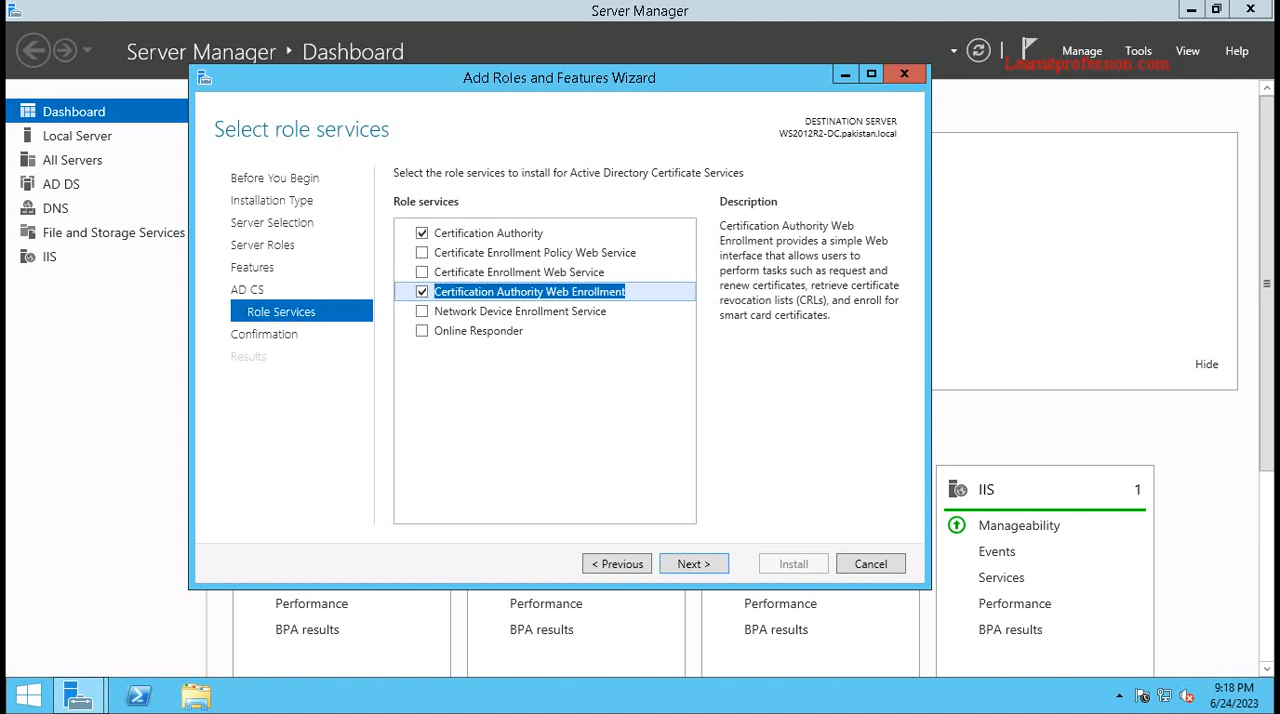 Server Manager
Server Manager ‣ Dashboard
Manage Tools View Help
Learnitprofession com
Dashboard
Local Server
All Servers
AD DS
DNS
File and Storage Services
IIS
Add Roles and Features Wizard
Select role services
DESTINATION SERVER
WS2012R2-DC.pakistan.local
Before You Begin
Installation Type
Server Selection
Server Roles
Features
AD CS
Role Services
Confirmation
Results
Select the role services to install for Active Directory Certificate Services
Role services
Certification Authority
Certificate Enrollment Policy Web Service
Certificate Enrollment Web Service
Certification Authority Web Enrollment
Network Device Enrollment Service
Online Responder
Description
Certification Authority Web
Enrollment provides a simple Web
interface that allows users to
perform tasks such as request and
renew certificates, retrieve certificate
revocation lists (CRLs), and enroll for
smart card certificates.
< Previous
Next >
Install
Cancel
Hide
IIS 1
Manageability
Events
Services
Performance
BPA results
Performance
BPA results
Performance
BPA results
Performance
BPA results
9:18 PM
6/24/2023